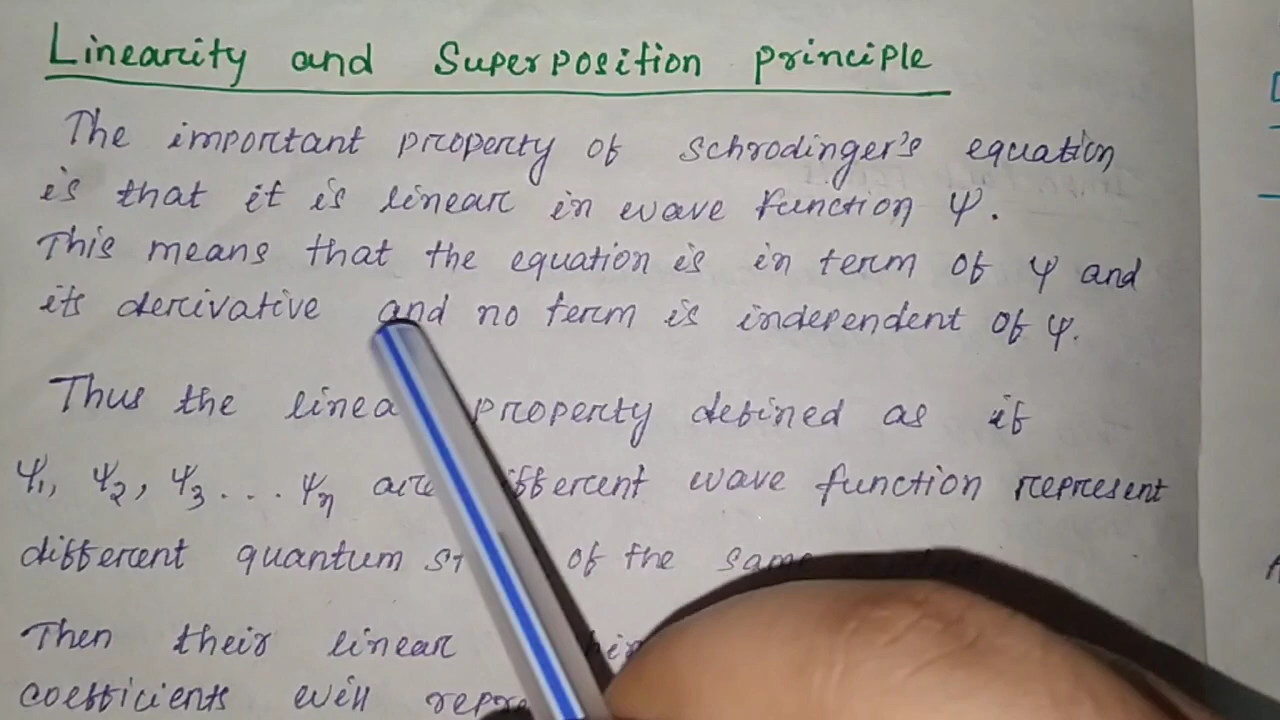 Linearity and Superposition principle
The important property of Schrodinger's equation
is that it is linear in wave function ψ.
This means that the equation is in term of ψ and
its derivative and no term is independent of ψ.
Thus the property defined as if
ψ₁, ψ₂, ψ₃ .... ψₙ are wave function represent
different quantum of the
Then their linear
coefficients will